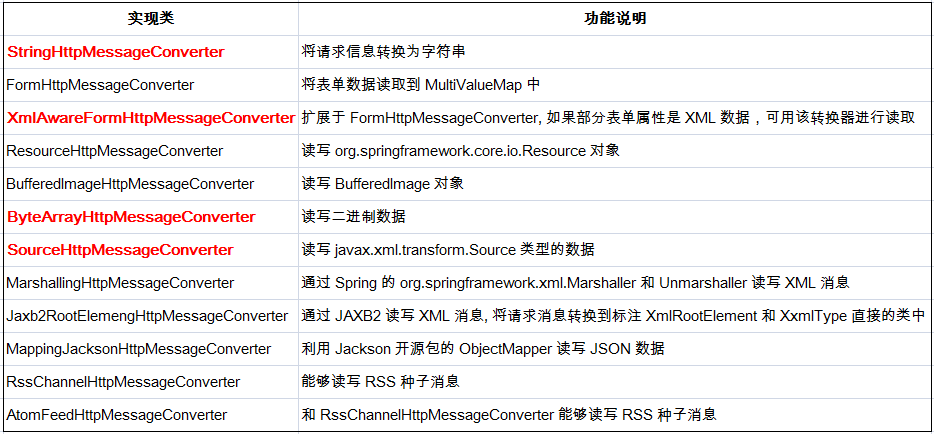 实现类 功能说明
StringHttpMessageConverter 将请求信息转换为字符串
FormHttpMessageConverter 将表单数据读取到 MultiValueMap 中
XmlAwareFormHttpMessageConverter 扩展于 FormHttpMessageConverter, 如果部分表单属性是 XML 数据，可用该转换器进行读取
ResourceHttpMessageConverter 读写 org.springframework.core.io.Resource 对象
BufferedImageHttpMessageConverter 读写 BufferedImage 对象
ByteArrayHttpMessageConverter 读写二进制数据
SourceHttpMessageConverter 读写 javax.xml.transform.Source 类型的数据
MarshallingHttpMessageConverter 通过 Spring 的 org.springframework.xml.Marshaller 和 Unmarshaller 读写 XML 消息
Jaxb2RootElemengHttpMessageConverter 通过 JAXB2 读写 XML 消息, 将请求消息转换到标注 XmlRootElement 和 XxmlType 直接的类中
MappingJacksonHttpMessageConverter 利用 Jackson 开源包的 ObjectMapper 读写 JSON 数据
RssChannelHttpMessageConverter 能够读写 RSS 种子消息
AtomFeedHttpMessageConverter 和 RssChannelHttpMessageConverter 能够读写 RSS 种子消息